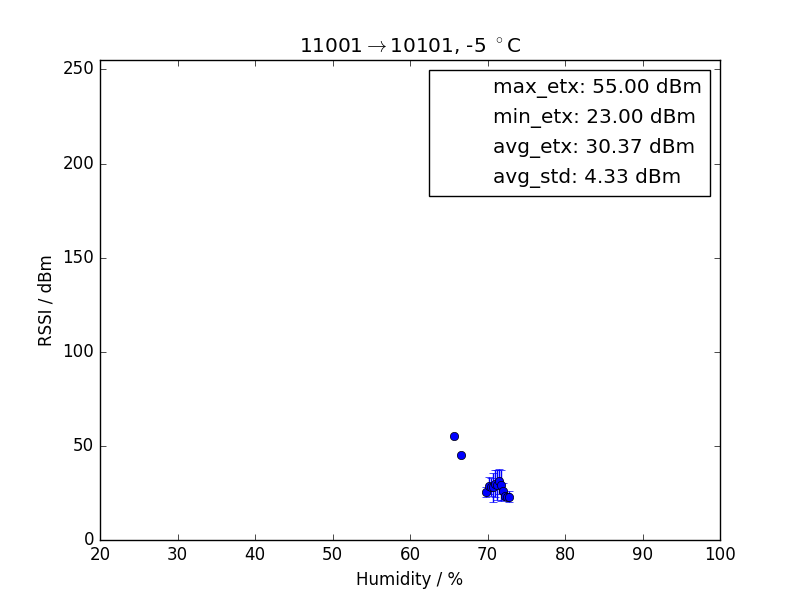 11001→10101, -5 °C
250
200
150
100
50
0
RSSI / dBm
max_etx: 55.00 dBm
min_etx: 23.00 dBm
avg_etx: 30.37 dBm
avg_std: 4.33 dBm
20 30 40 50 60 70 80 90 100
Humidity / %